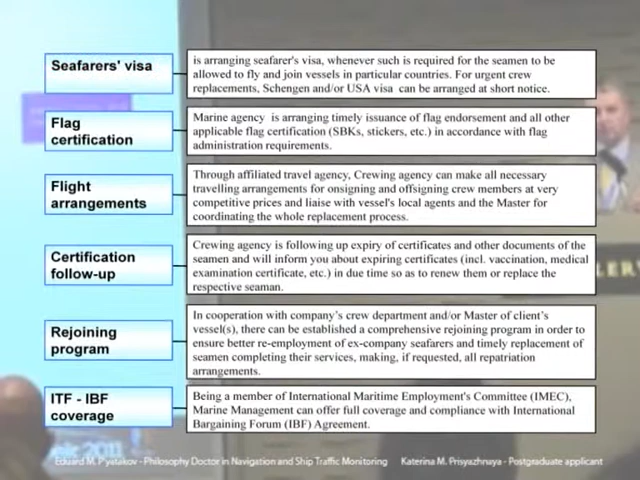 Seafarers' visa
is arranging seafarer's visa, whenever such is required for the seamen to be
allowed to fly and join vessels in particular countries. For urgent crew
replacements, Schengen and/or USA visa can be arranged at short notice.
Flag
certification
Marine agency is arranging timely issuance of flag endorsement and all other
applicable flag certification (SBKs, stickers, etc.) in accordance with flag
administration requirements.
Flight
arrangements
Through affiliated travel agency, Crewing agency can make all necessary
travelling arrangements for onsigning and offsigning crew members at very
competitive prices and liaise with vessel's local agents and the Master for
coordinating the whole replacement process.
Certification
follow-up
Crewing agency is following up expiry of certificates and other documents of the
seamen and will inform you about expiring certificates (incl. vaccination, medical
examination certificate, etc.) in due time so as to renew them or replace the
respective seaman.
Rejoining
program
In cooperation with company's crew department and/or Master of client's
vessel(s), there can be established a comprehensive rejoining program in order to
ensure better re-employment of ex-company seafarers and timely replacement of
seamen completing their services, making, if requested, all repatriation
arrangements.
ITF - IBF
coverage
Being a member of International Maritime Employment's Committee (IMEC),
Marine Management can offer full coverage and compliance with International
Bargaining Forum (IBF) Agreement.
LERY
2011
Eduard M. Pyatakov - Philosophy Doctor in Navigation and Ship Traffic Monitoring Katerina M. Prisyazhnaya - Postgraduate applicant